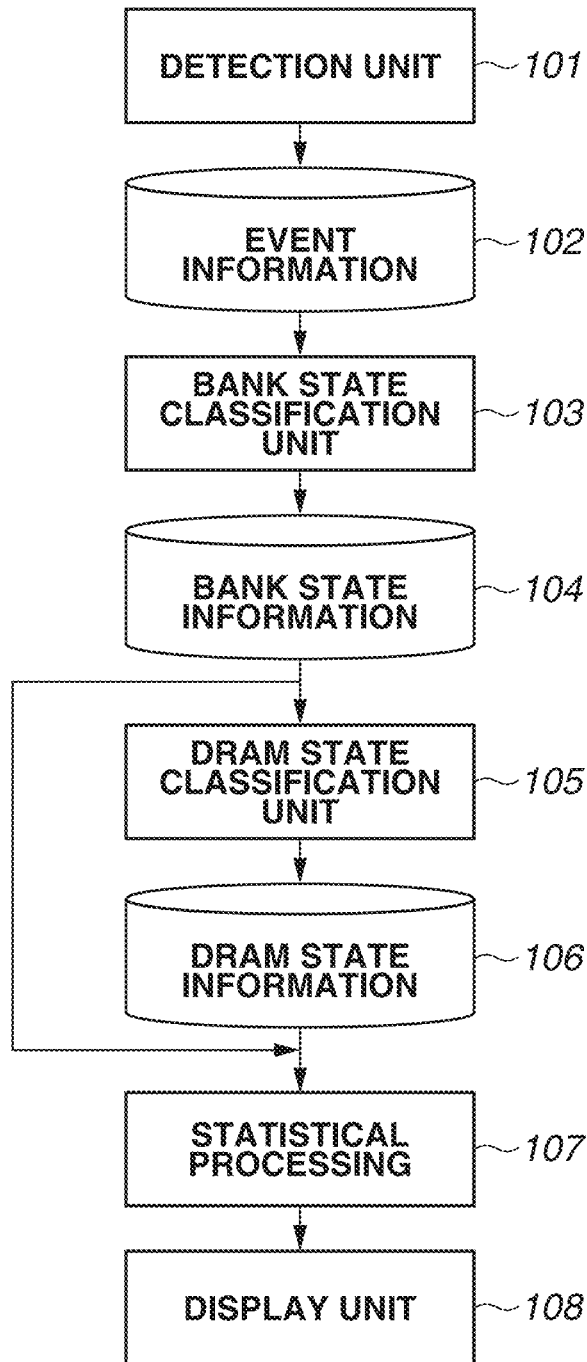 DETECTION UNIT
101
EVENT
INFORMATION
102
BANK STATE
CLASSIFICATION
UNIT
103
BANK STATE
INFORMATION
104
DRAM STATE
CLASSIFICATION
UNIT
105
DRAM STATE
INFORMATION
106
STATISTICAL
PROCESSING
107
DISPLAY UNIT
108